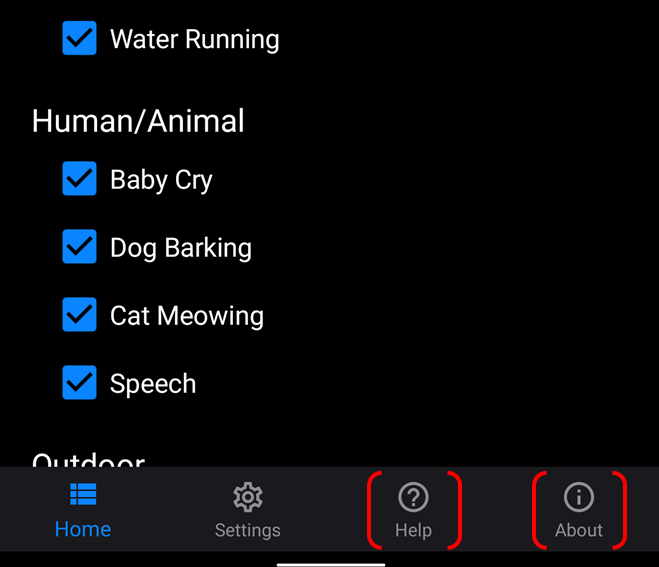 Water Running
Human/Animal
Baby Cry
Dog Barking
Cat Meowing
Speech
Outdoor
Home Settings Help About